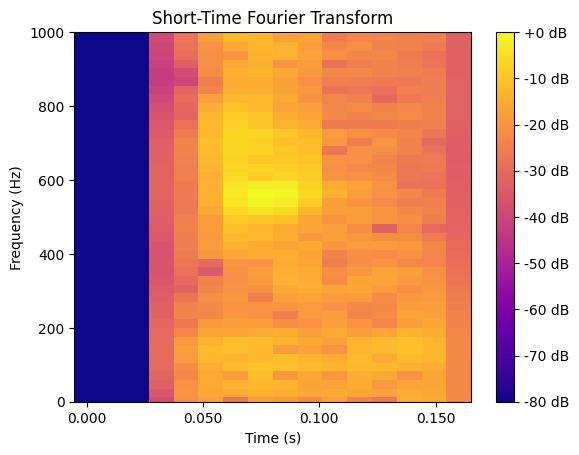 Short-Time Fourier Transform
1000
800
600
400
200
0
Frequency (Hz)
0.000
0.050
0.100
0.150
Time (s)
+0 dB
-10 dB
-20 dB
-30 dB
-40 dB
-50 dB
-60 dB
-70 dB
-80 dB